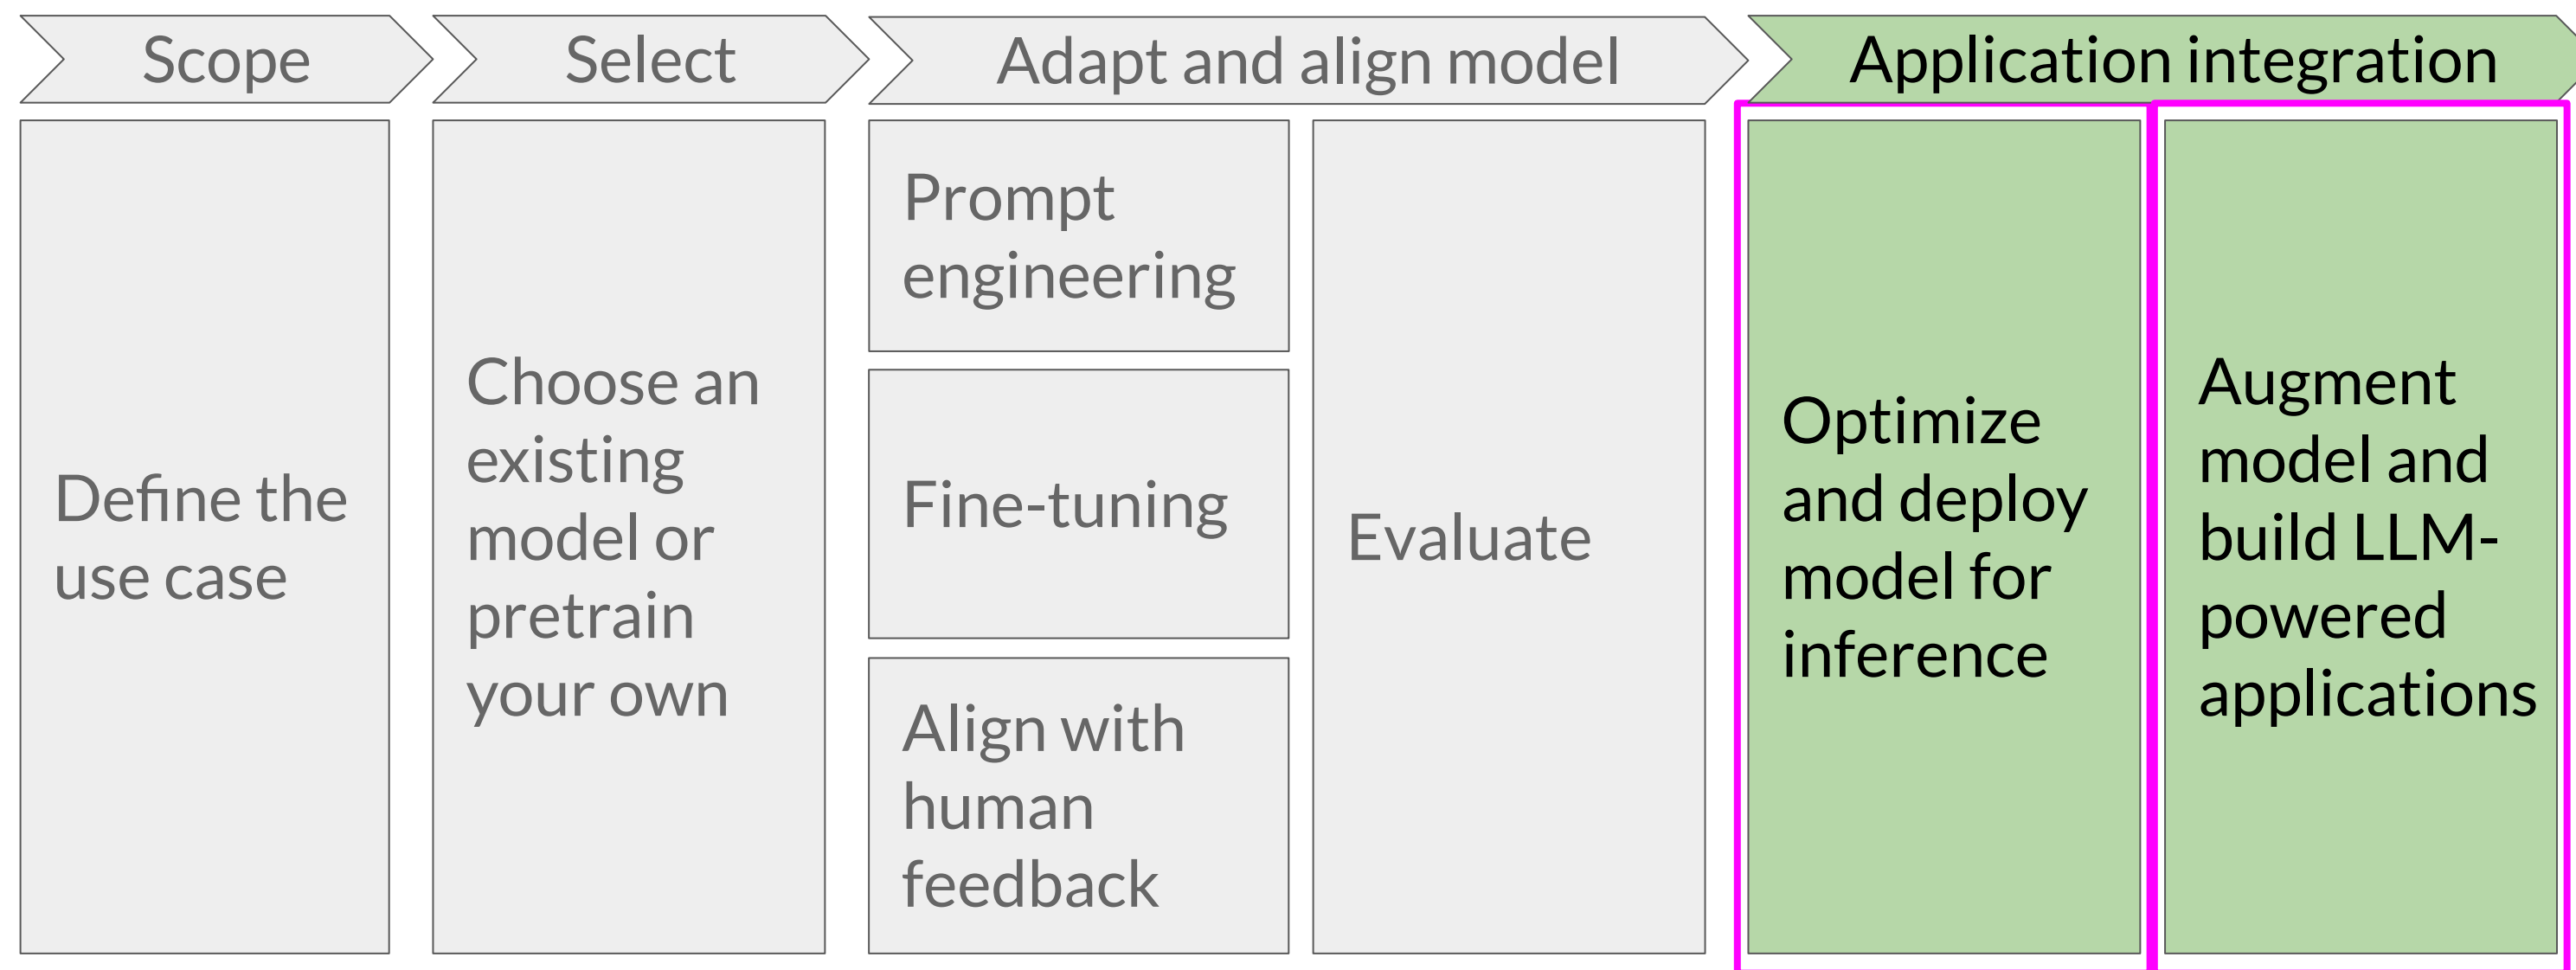 Scope
Select
Adapt and align model
Application integration
Define the
use case
Choose an
existing
model or
pretrain
your own
Prompt
engineering
Fine-tuning
Align with
human
feedback
Evaluate
Optimize
and deploy
model for
inference
Augment
model and
build LLM-
powered
applications